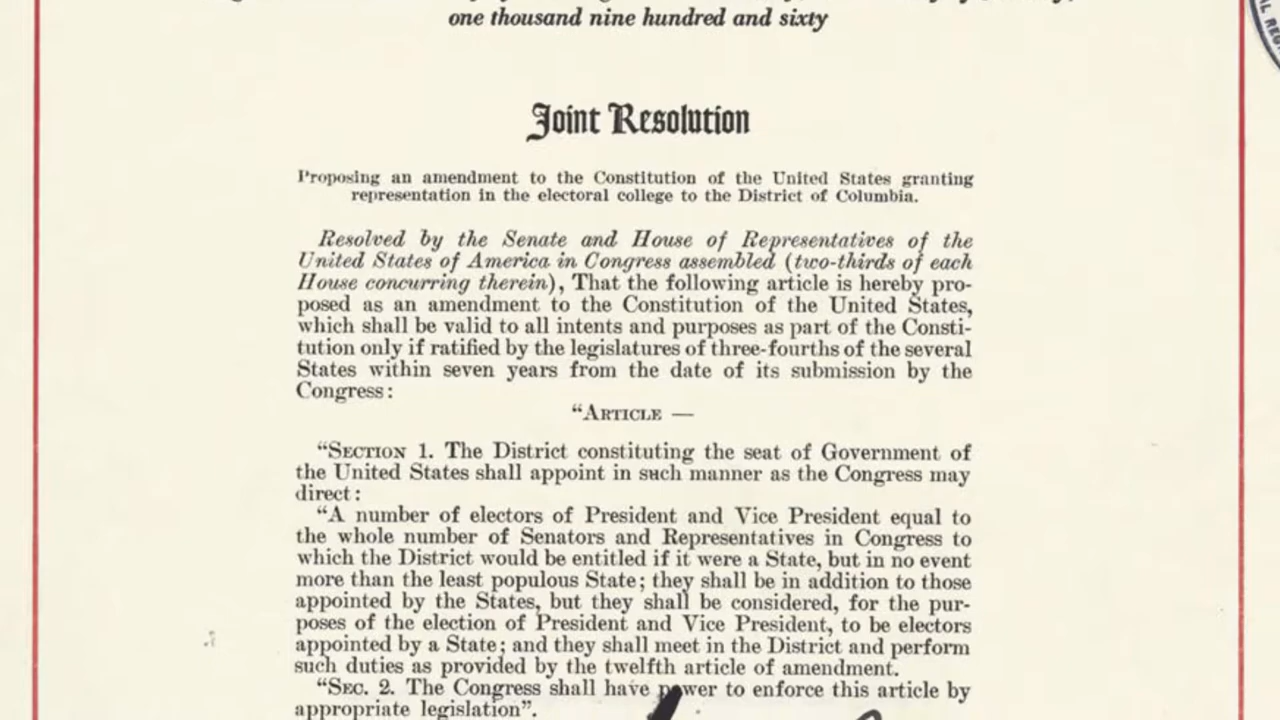 one thousand nine hundred and sixty
Joint Resolution
Proposing an amendment to the Constitution of the United States granting
representation in the electoral college to the District of Columbia.
Resolved by the Senate and House of Representatives of the
United States of America in Congress assembled (two-thirds of each
House concurring therein), That the following article is hereby pro-
posed as an amendment to the Constitution of the United States,
which shall be valid to all intents and purposes as part of the Consti-
tution only if ratified by the legislatures of three-fourths of the several
States within seven years from the date of its submission by the
Congress:
“ARTICLE —
“SECTION 1. The District constituting the seat of Government of
the United States shall appoint in such manner as the Congress may
direct:
“A number of electors of President and Vice President equal to
the whole number of Senators and Representatives in Congress to
which the District would be entitled if it were a State, but in no event
more than the least populous State; they shall be in addition to those
appointed by the States, but they shall be considered, for the pur-
poses of the election of President and Vice President, to be electors
appointed by a State; and they shall meet in the District and perform
such duties as provided by the twelfth article of amendment.
“SEC. 2. The Congress shall have power to enforce this article by
appropriate legislation”.